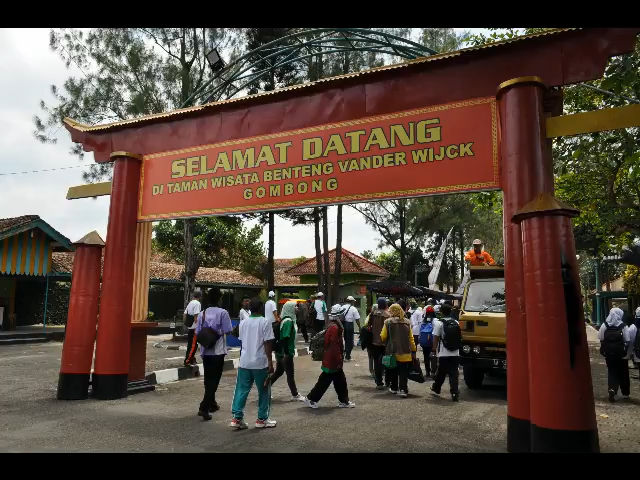 SELAMAT DATANG
DI TAMAN WISATA BENTENG VANDER WIJCK
GOMBONG